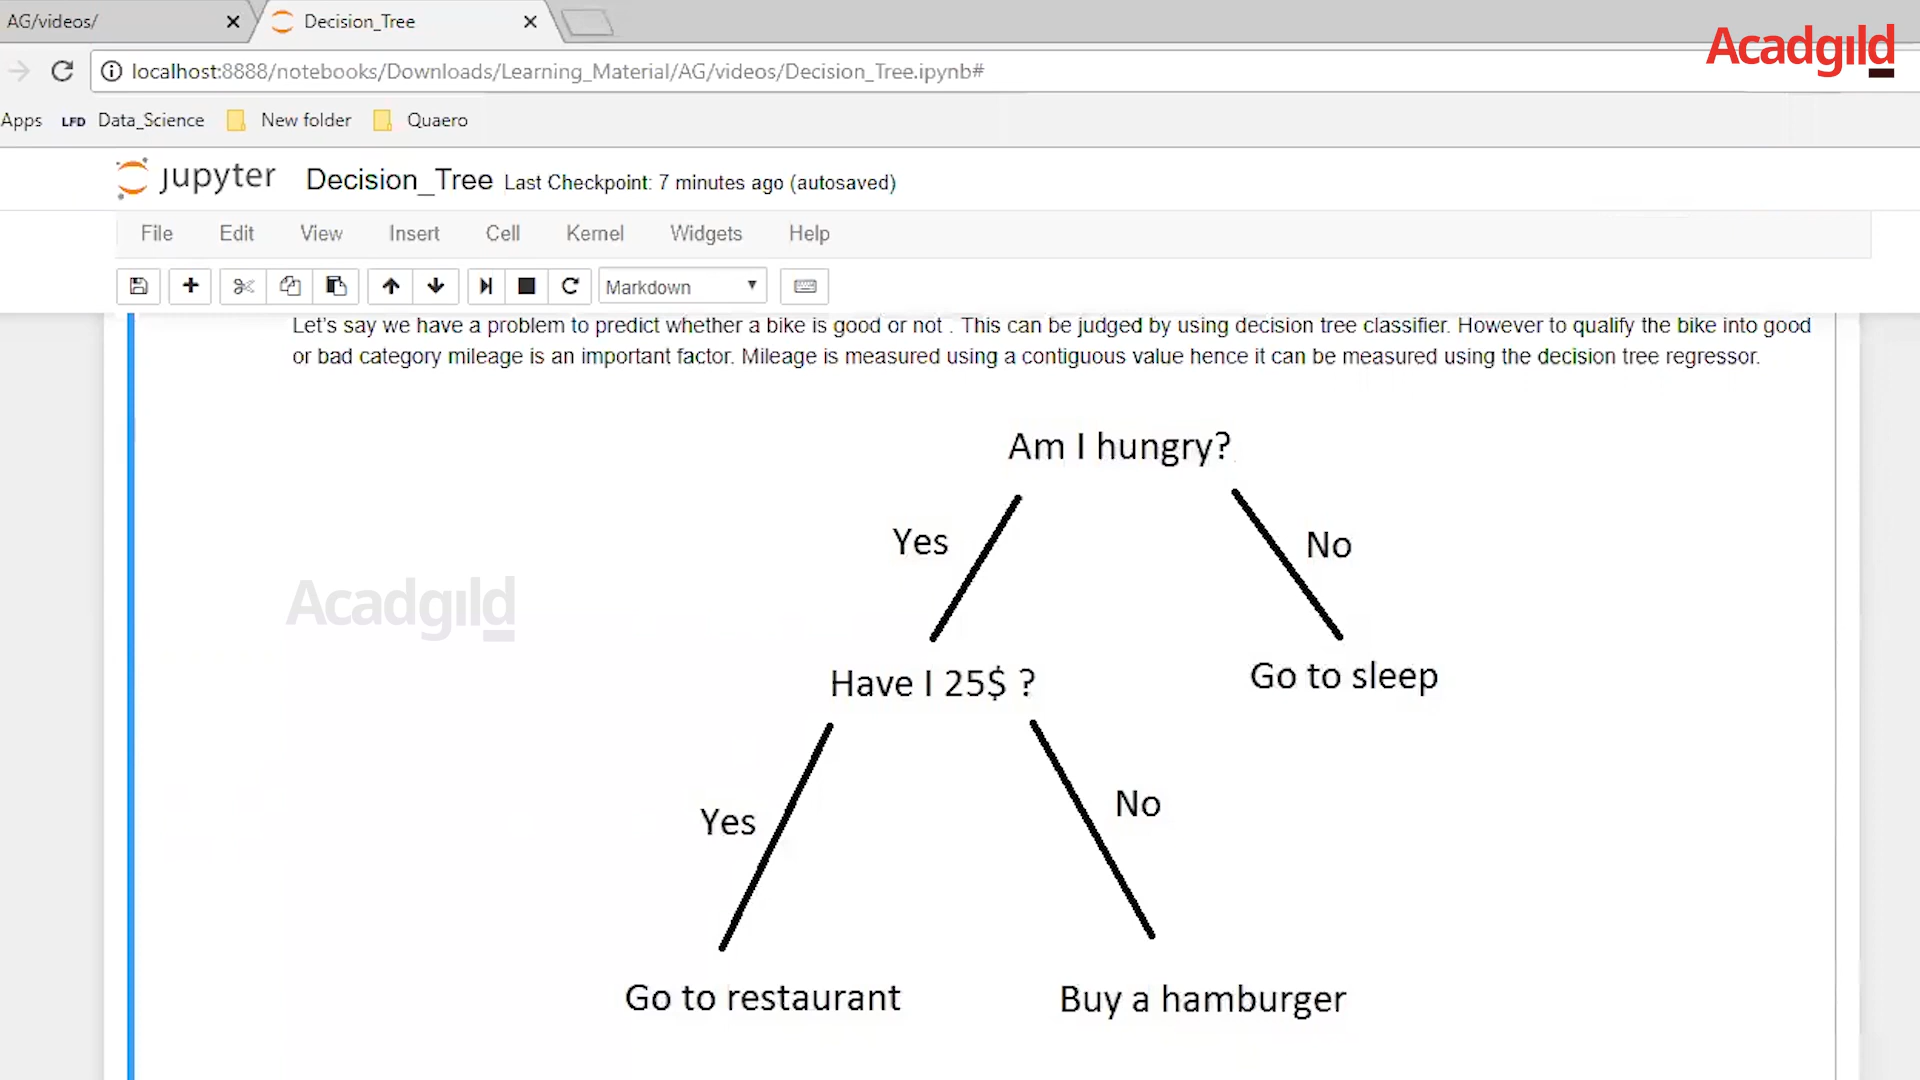 AG/videos/
Decision_Tree
Acadgıld
localhost:8888/notebooks/Downloads/Learning_Material/AG/videos/Decision_Tree.ipynb#
Apps LFD Data_Science New folder Quaero
jupyter Decision_Tree Last Checkpoint: 7 minutes ago (autosaved)
File Edit View Insert Cell Kernel Widgets Help
Markdown
Let's say we have a problem to predict whether a bike is good or not . This can be judged by using decision tree classifier. However to qualify the bike into good
or bad category mileage is an important factor. Mileage is measured using a contiguous value hence it can be measured using the decision tree regressor.
Am I hungry?
Yes
No
Acadgıld
Have I 25$ ?
Go to sleep
Yes
No
Go to restaurant
Buy a hamburger